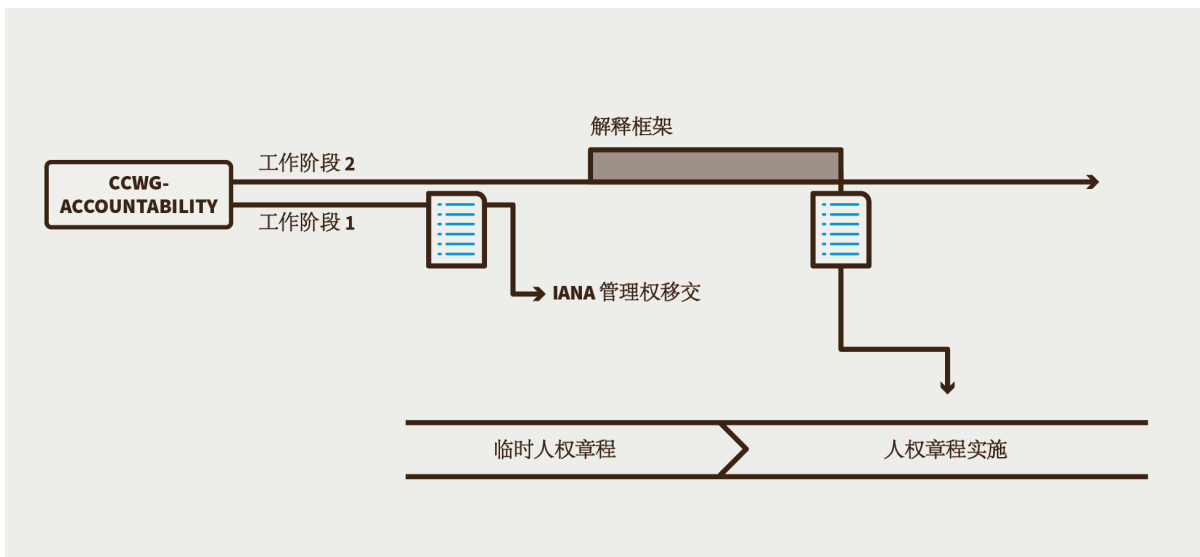 解释框架
工作阶段 2
CCWG-
ACCOUNTABILITY
工作阶段 1
IANA 管理权移交
临时人权章程
人权章程实施